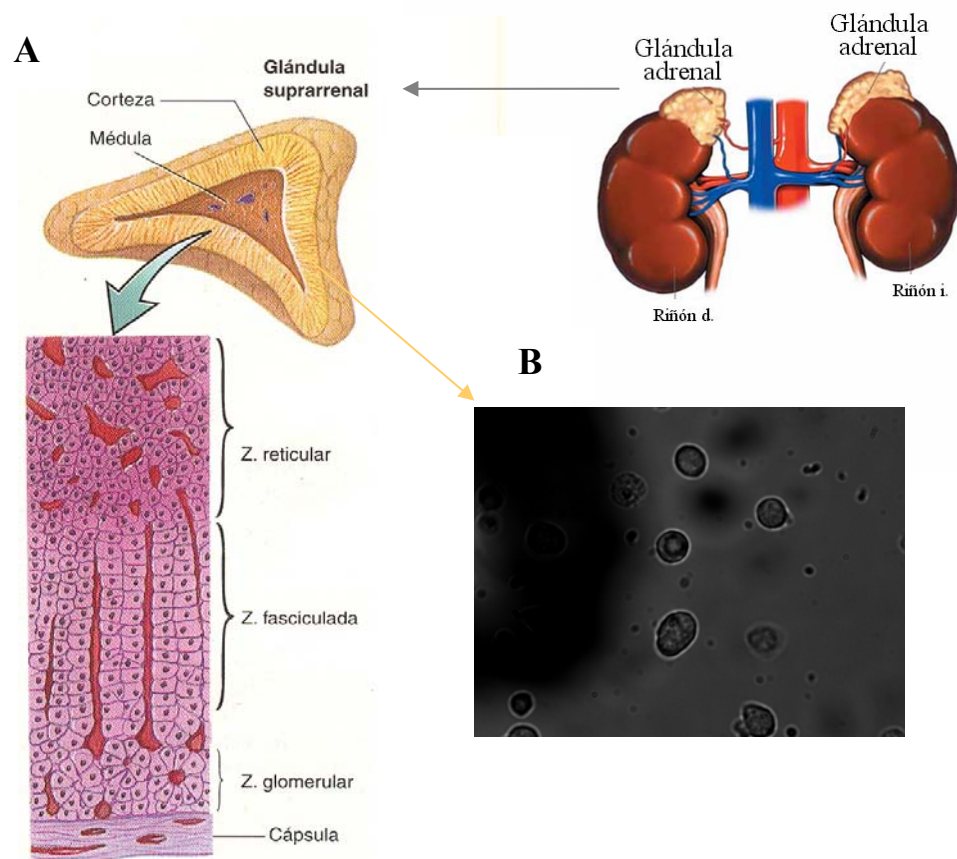 A
Glándula
suprarrenal
Corteza
Médula
Glándula
adrenal
Glándula
adrenal
Riñón d.
Riñón i.
B
Z. reticular
Z. fasciculada
Z. glomerular
Cápsula